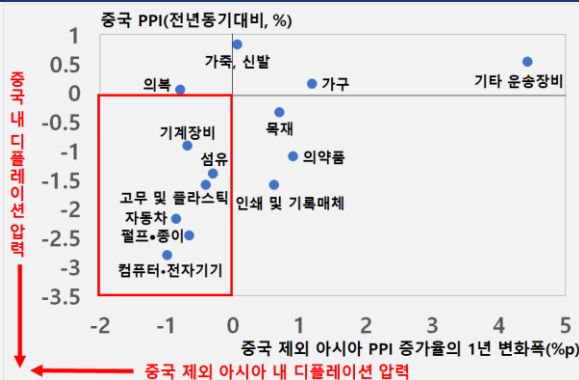 중국 PPI(전년동기대비, %)
1
0.5
0
-0.5
-1
-1.5
-2
-2.5
-3
-3.5
가죽, 신발
기타 운송장비
의복
가구
목재
기계장비
섬유
의약품
고무 및 플라스틱
인쇄 및 기록매체
자동차
펄프•종이
컴퓨터•전자기기
중국 내 디플레이션 압력
-2 -1 0 1 2 3 4 5
중국 제외 아시아 PPI 증가율의 1년 변화폭(%p)
중국 제외 아시아 내 디플레이션 압력